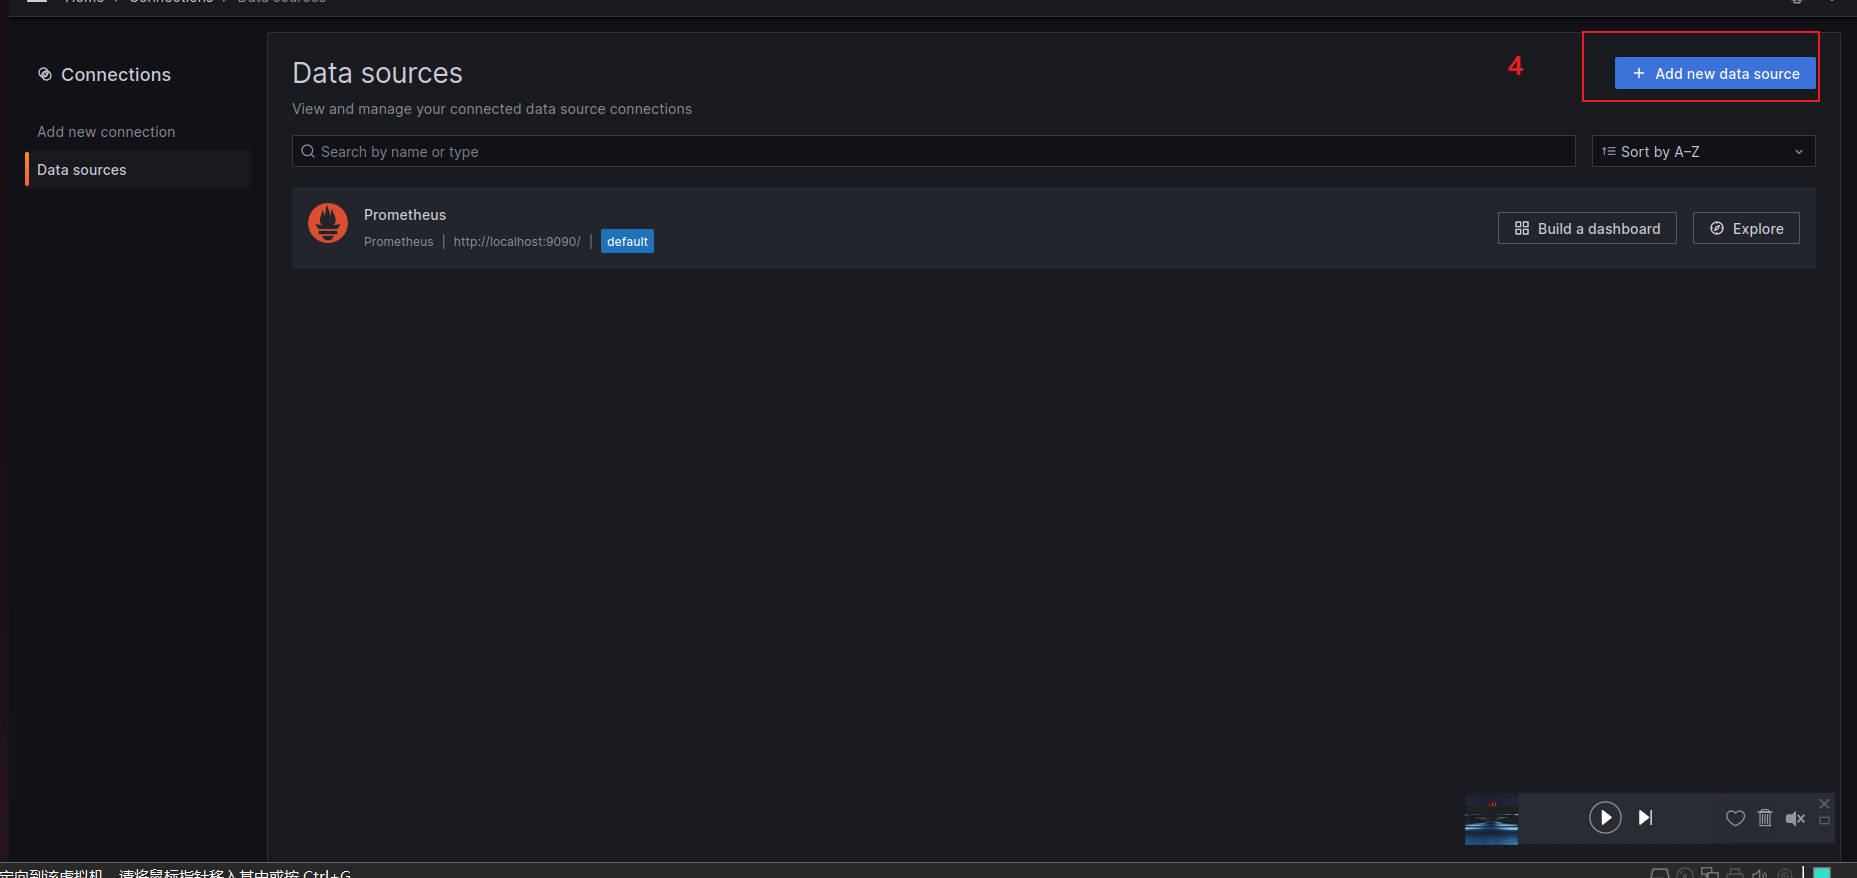 Home > Connections > Data sources
Connections
Add new connection
Data sources
Data sources
4
+ Add new data source
View and manage your connected data source connections
Search by name or type
Sort by A–Z
Prometheus
Prometheus | http://localhost:9090/ | default
Build a dashboard
Explore
定向到该虚拟机，请将鼠标指针移入其中或按 Ctrl+G。